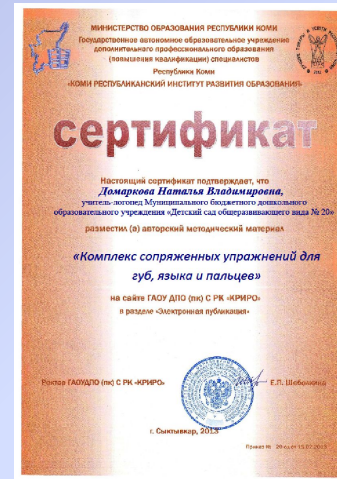 МИНИСТЕРСТВО ОБРАЗОВАНИЯ РЕСПУБЛИКИ КОМИ
Государственное автономное образовательное учреждение
дополнительного профессионального образования
(повышения квалификации) специалистов
Республики Коми
«КОМИ РЕСПУБЛИКАНСКИЙ ИНСТИТУТ РАЗВИТИЯ ОБРАЗОВАНИЯ»
сертификат
Настоящий сертификат подтверждает, что
Домаркова Наталья Владимировна,
учитель-логопед Муниципального бюджетного дошкольного
образовательного учреждения «Детский сад общеразвивающего вида № 20»
разместил (а) авторский методический материал
«Комплекс сопряженных упражнений для
губ, языка и пальцев»
на сайте ГАОУ ДПО (пк) С РК «КРИРО»
в разделе «Электронная публикация»
Ректор ГАОУДПО (пк) С РК «КРИРО»
Е.П.
г. Сыктывкар, 2013
Приказ №